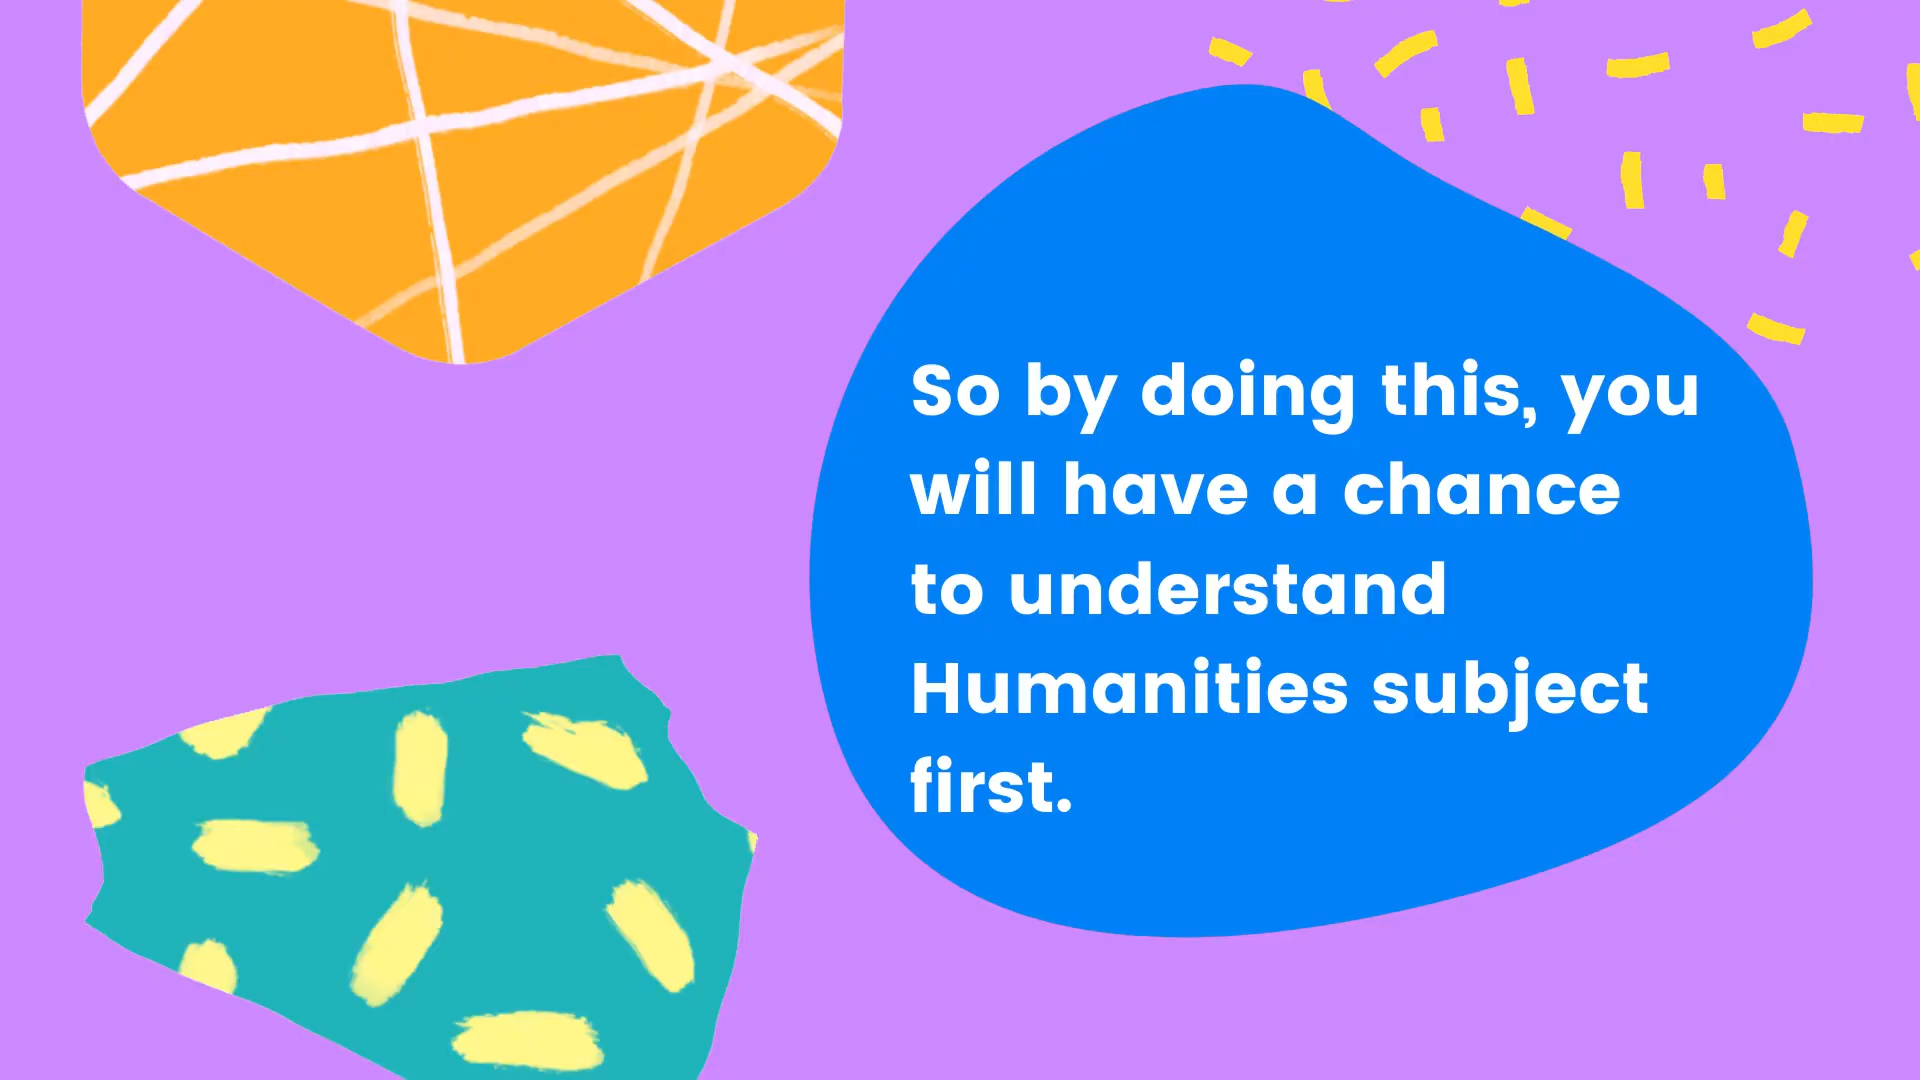 So by doing this, you
will have a chance
to understand
Humanities subject
first.